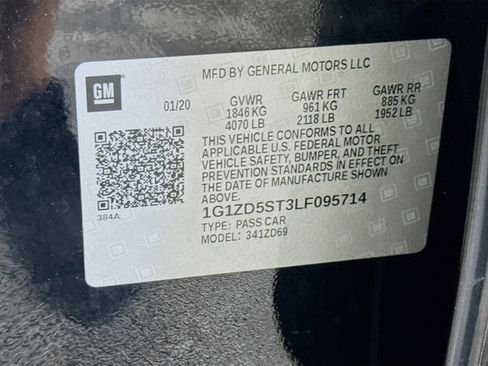 MFD BY GENERAL MOTORS LLC
GM
01/20
GVWR GAWR FRT GAWR RR
1846 KG 961 KG 885 KG
4070 LB 2118 LB 1952 LB
THIS VEHICLE CONFORMS TO ALL
APPLICABLE U.S. FEDERAL MOTOR
VEHICLE SAFETY, BUMPER, AND THEFT
PREVENTION STANDARDS IN EFFECT ON
THE DATE OF MANUFACTURE SHOWN
ABOVE.
384A
1G1ZD5ST3LF095714
TYPE: PASS CAR
MODEL: 341ZD69